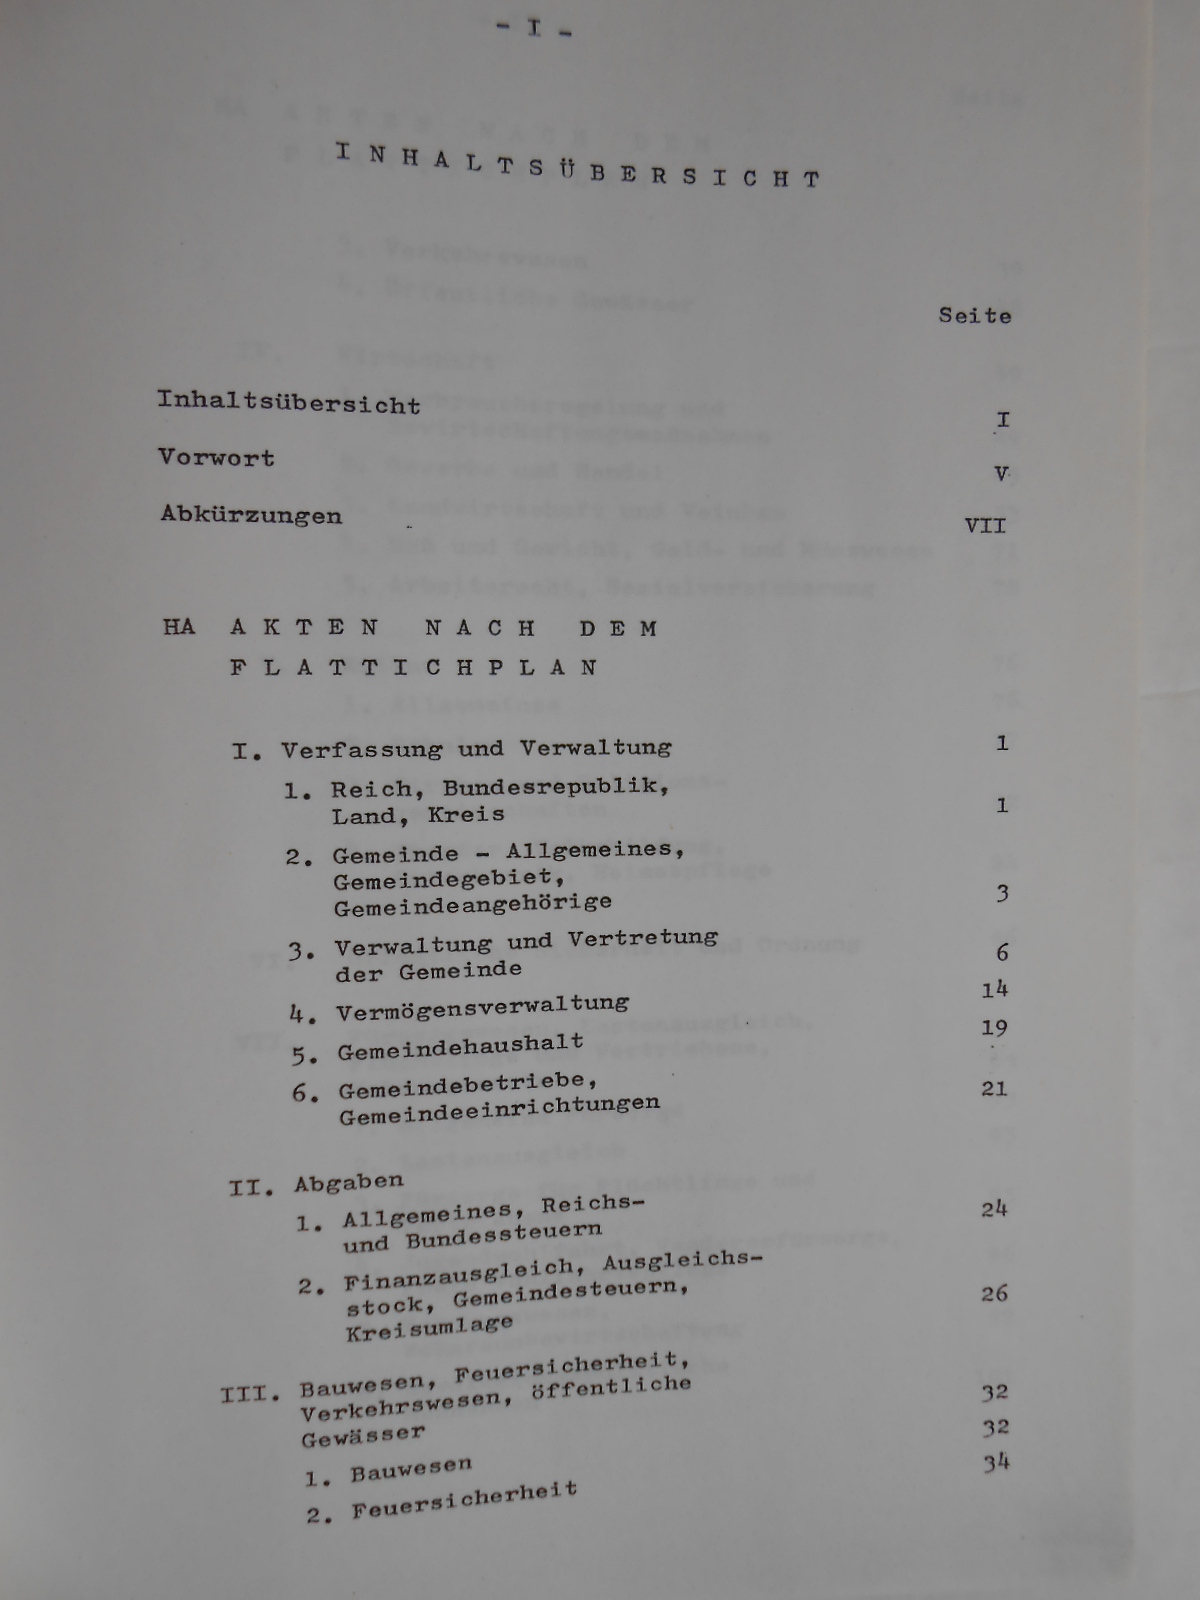 - I -
INHALTSÜBERSICHT
Seite
Inhaltsübersicht I
Vorwort V
Abkürzungen VII
HA AKTEN NACH DEM
FLATTICHPLAN
I. Verfassung und Verwaltung 1
1. Reich, Bundesrepublik,
Land, Kreis 1
2. Gemeinde - Allgemeines,
Gemeindegebiet,
Gemeindeangehörige 3
3. Verwaltung und Vertretung
der Gemeinde 6
4. Vermögensverwaltung 14
5. Gemeindehaushalt 19
6. Gemeindebetriebe,
Gemeindeeinrichtungen 21
II. Abgaben
1. Allgemeines, Reichs-
und Bundessteuern 24
2. Finanzausgleich, Ausgleichs-
stock, Gemeindesteuern,
Kreisumlage 26
III. Bauwesen, Feuersicherheit,
Verkehrswesen, öffentliche
Gewässer 32
1. Bauwesen 32
2. Feuersicherheit 34